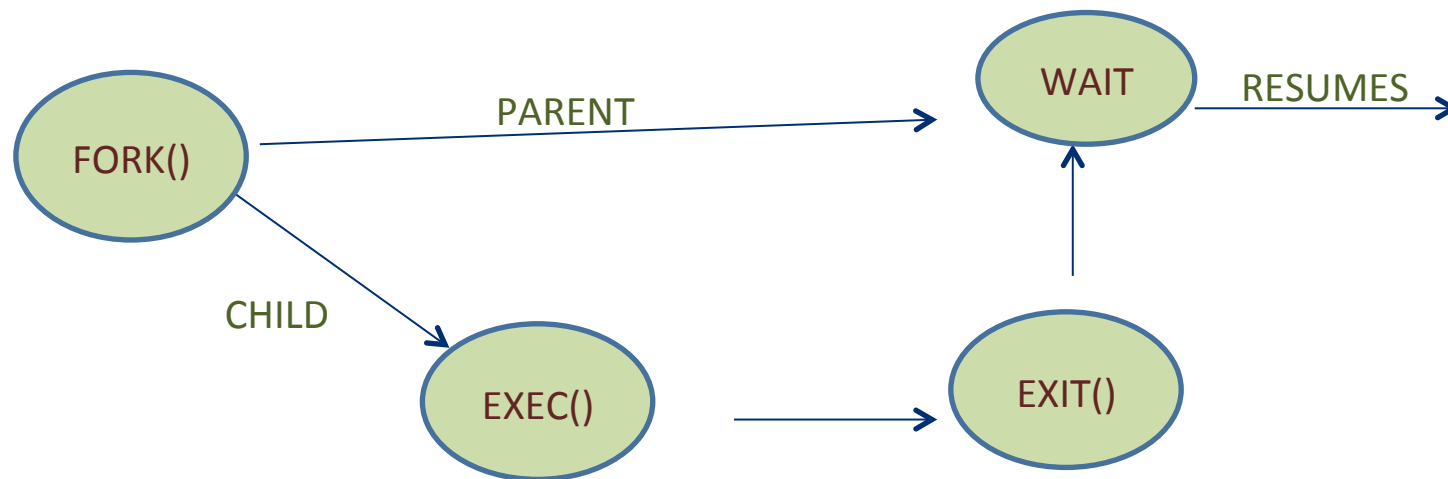 WAIT
RESUMES
PARENT
FORK()
CHILD
EXEC()
EXIT()